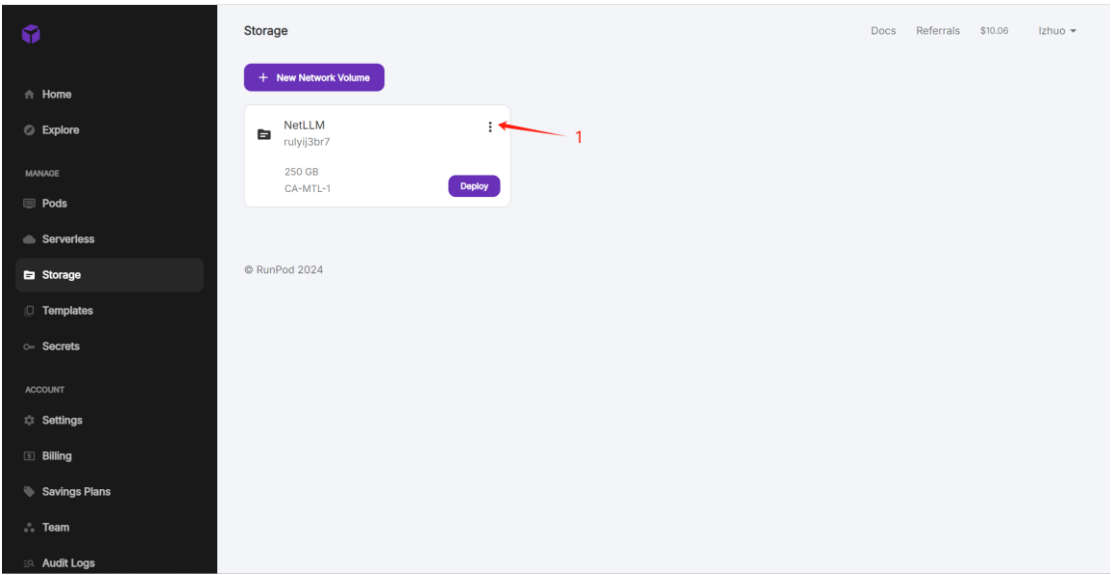 Storage
Docs Referrals $10.06 lzhuo
Home
Explore
MANAGE
Pods
Serverless
Storage
Templates
Secrets
ACCOUNT
Settings
Billing
Savings Plans
Team
Audit Logs
+ New Network Volume
NetLLM
rulyij3br7
250 GB
CA-MTL-1
Deploy
1
© RunPod 2024